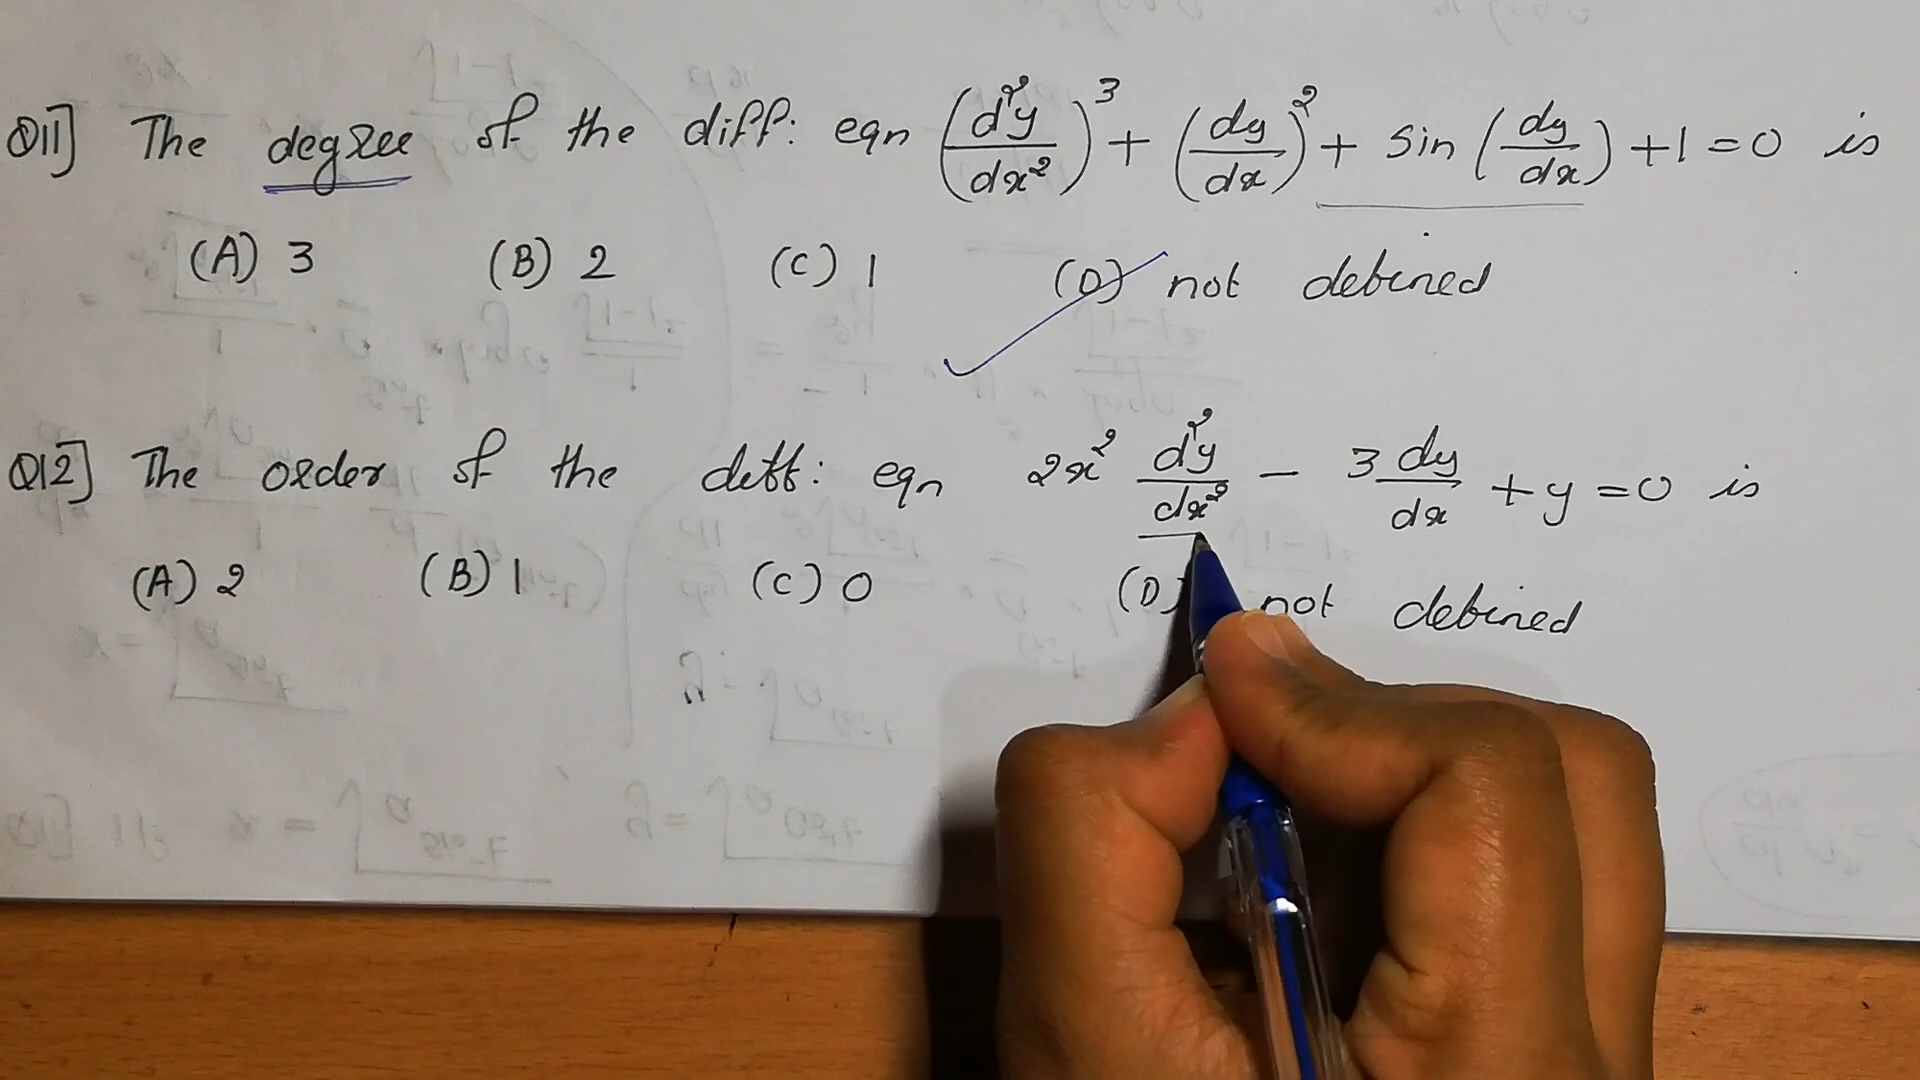 Q11] The degree of the diff: eqn (d²y/dx²)³ + (dy/dx)² + sin (dy/dx) + 1 = 0 is
(A) 3 (B) 2 (C) 1 (D) not defined
Q12] The order of the diff: eqn 2x² d²y/dx² - 3 dy/dx + y = 0 is
(A) 2 (B) 1 (C) 0 (D) not defined